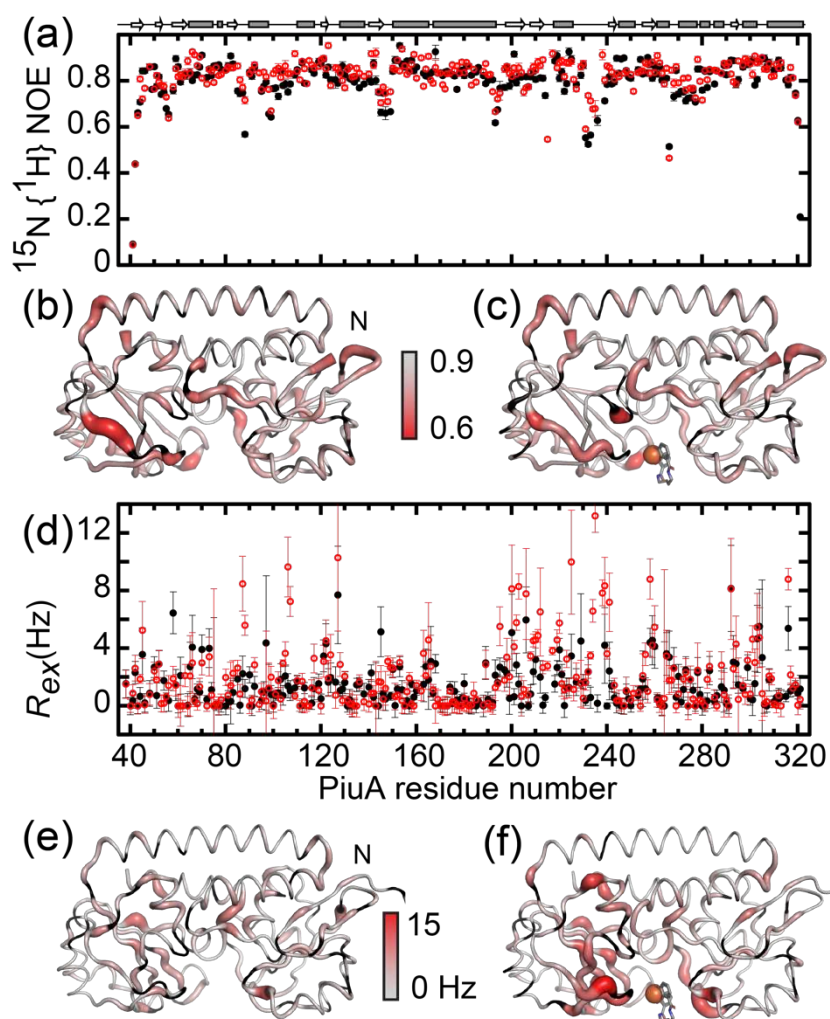 (a)
15N {1H} NOE
0.8
0.6
0.4
0.2
0
(b)
N
0.9
0.6
(c)
(d)
Rex(Hz)
12
8
4
0
40 80 120 160 200 240 280 320
PiuA residue number
(e)
N
15
0 Hz
(f)